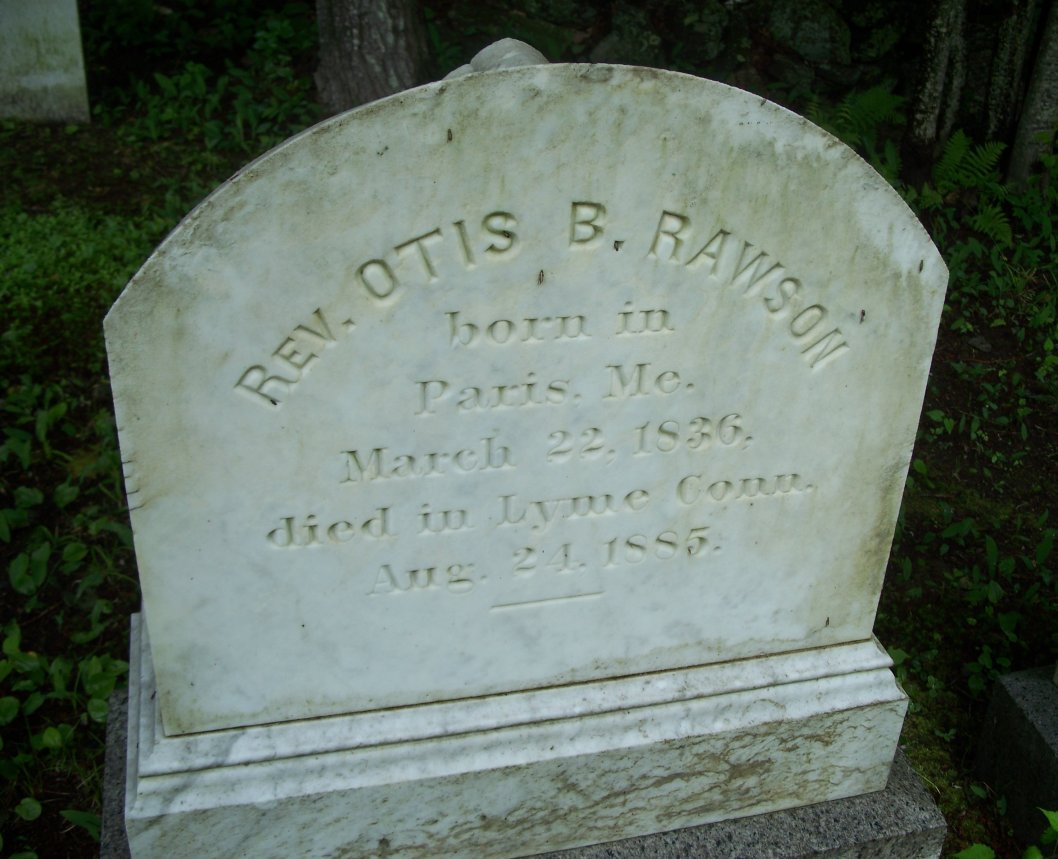 REV. OTIS B. RAWSON
born in
Paris, Me.
March 22, 1836,
died in Lyme Conn.
Aug. 24, 1885.